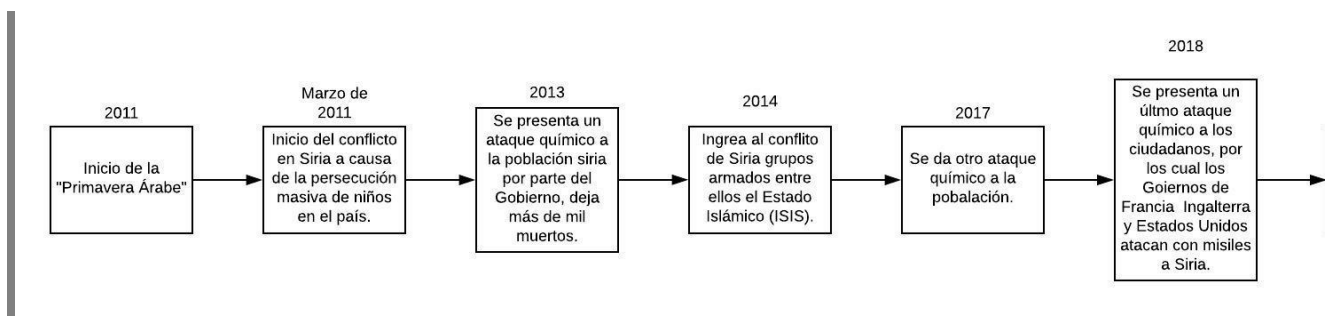 2011
Inicio de la
"Primavera Árabe"
Marzo de
2011
Inicio del conflicto
en Siria a causa
de la persecución
masiva de niños
en el país.
2013
Se presenta un
ataque químico a
la población siria
por parte del
Gobierno, deja
más de mil
muertos.
2014
Ingrea al conflito
de Siria grupos
armados entre
ellos el Estado
Islámico (ISIS).
2017
Se da otro ataque
químico a la
pobalación.
2018
Se presenta un
últmo ataque
químico a los
ciudadanos, por
los cual los
Goiernos de
Francia Ingalterra
y Estados Unidos
atacan con misiles
a Siria.